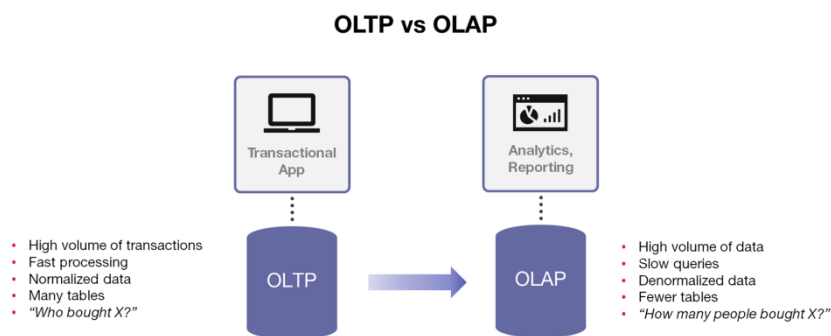 OLTP vs OLAP
Transactional
App
Analytics,
Reporting
• High volume of transactions
• Fast processing
• Normalized data
• Many tables
• "Who bought X?"
OLTP
OLAP
• High volume of data
• Slow queries
• Denormalized data
• Fewer tables
• "How many people bought X?"